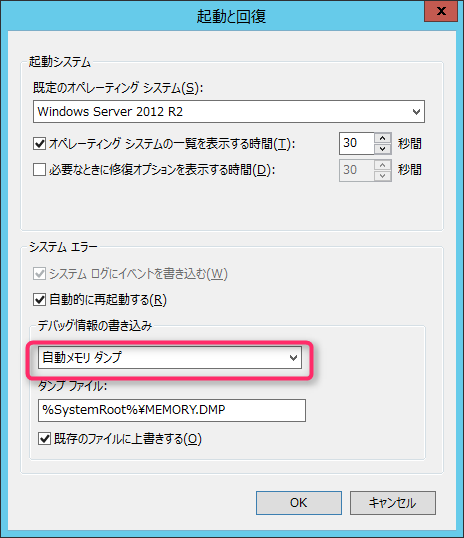 起動と回復
x
起動システム
既定のオペレーティング システム(S):
Windows Server 2012 R2
オペレーティング システムの一覧を表示する時間(T): 30 秒間
必要なときに修復オプションを表示する時間(D): 30 秒間
システム エラー
システム ログにイベントを書き込む(W)
自動的に再起動する(R)
デバッグ情報の書き込み
自動メモリ ダンプ
ダンプ ファイル:
%SystemRoot%¥MEMORY.DMP
既存のファイルに上書きする(O)
OK キャンセル